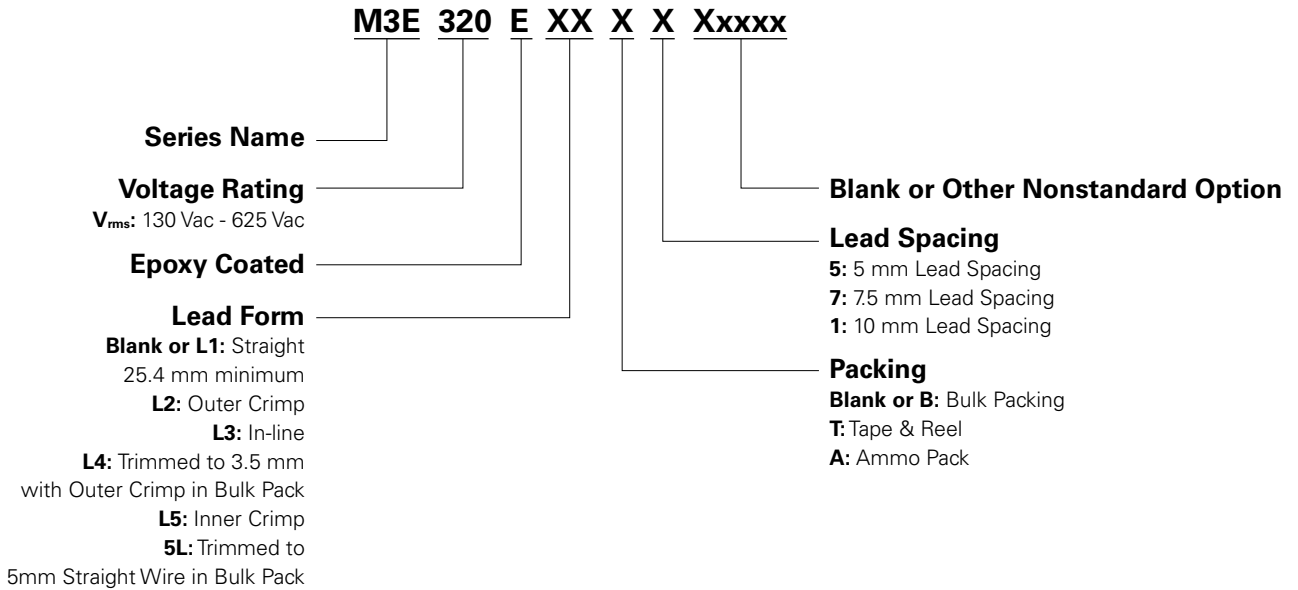 M3E 320 E XX X X Xxxxx
Series Name
Voltage Rating
Vrms: 130 Vac - 625 Vac
Epoxy Coated
Lead Form
Blank or L1: Straight
25.4 mm minimum
L2: Outer Crimp
L3: In-line
L4: Trimmed to 3.5 mm
with Outer Crimp in Bulk Pack
L5: Inner Crimp
5L: Trimmed to
5mm Straight Wire in Bulk Pack
Blank or Other Nonstandard Option
Lead Spacing
5: 5 mm Lead Spacing
7: 7.5 mm Lead Spacing
1: 10 mm Lead Spacing
Packing
Blank or B: Bulk Packing
T: Tape & Reel
A: Ammo Pack